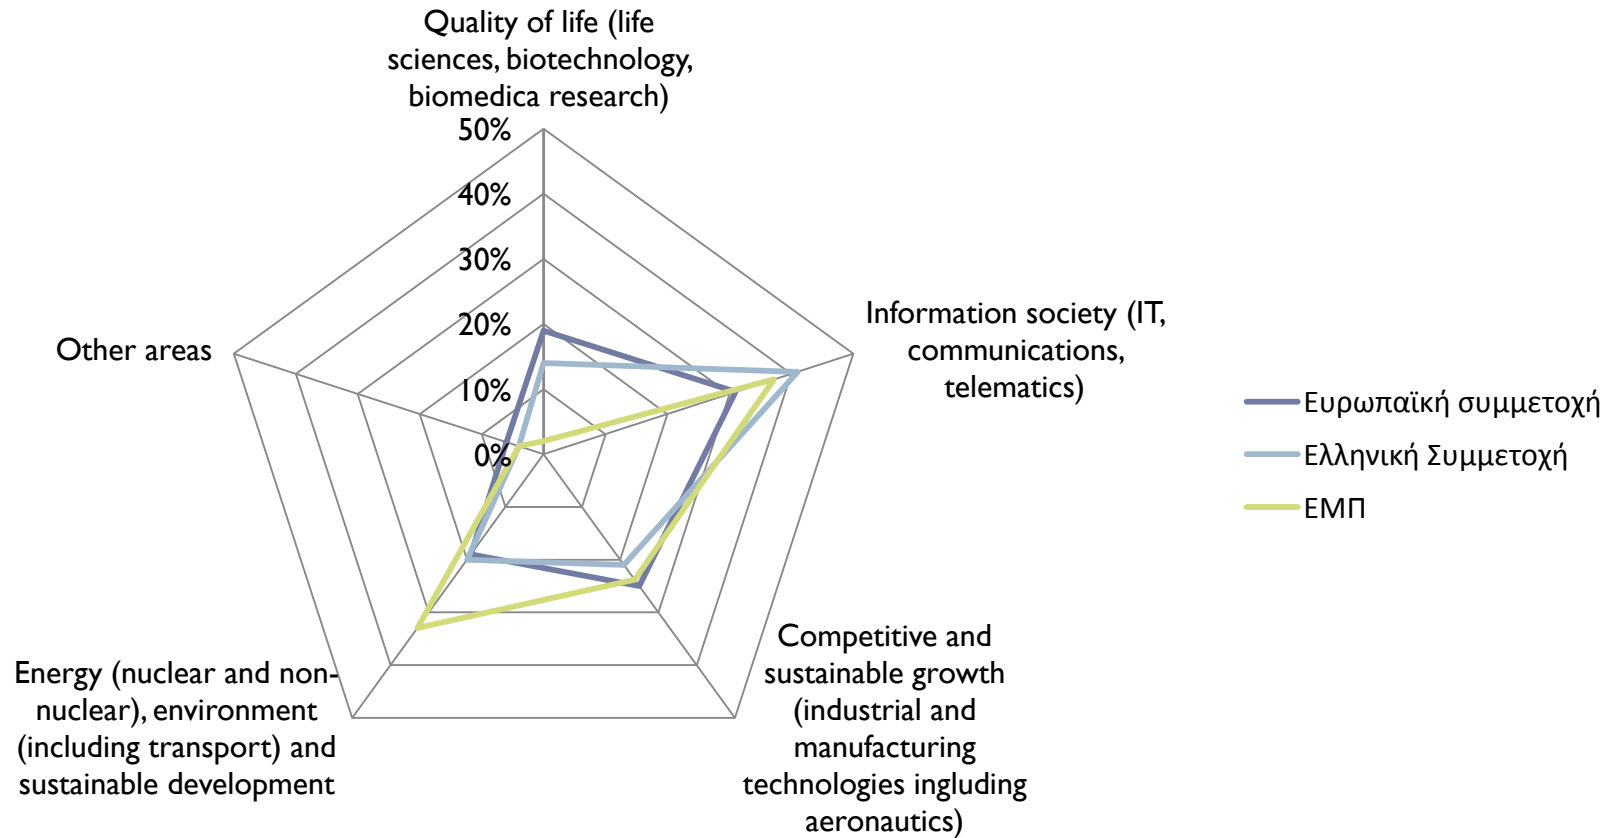 Quality of life (life
sciences, biotechnology,
biomedica research)
50%
40%
30%
20%
10%
0%
Information society (IT,
communications,
telematics)
Other areas
Ευρωπαϊκή συμμετοχή
Ελληνική Συμμετοχή
ΕΜΠ
Competitive and
sustainable growth
(industrial and
manufacturing
technologies ingluding
aeronautics)
Energy (nuclear and non-
nuclear), environment
(including transport) and
sustainable development